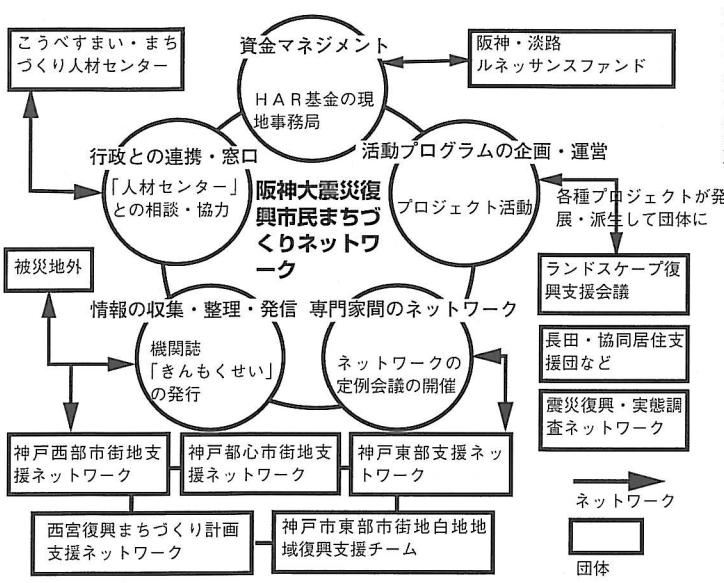 こうべすまい・まち
づくり人材センター
資金マネジメント
HAR基金の現
地事務局
阪神・淡路
ルネッサンスファンド
行政との連携・窓口
「人材センター」
との相談・協力
阪神大震災復
興市民まちづ
くりネットワ
ーク
活動プログラムの企画・運営
プロジェクト活動
各種プロジェクトが発
展・派生して団体に
被災地外
情報の収集・整理・発信
機関誌
「きんもくせい」
の発行
専門家間のネットワーク
ネットワークの
定例会議の開催
ランドスケープ復
興支援会議
長田・協同居住支
援団など
震災復興・実態調
査ネットワーク
神戸西部市街地支
援ネットワーク
神戸都心市街地支
援ネットワーク
神戸東部支援ネッ
トワーク
西宮復興まちづくり計画
支援ネットワーク
神戸市東部市街地白地地
域復興支援チーム
ネットワーク
団体